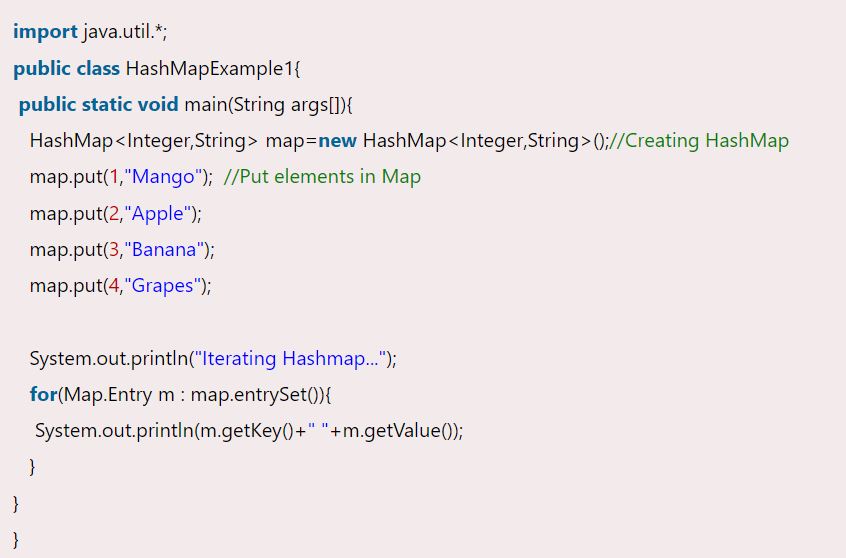 import java.util.*;
public class HashMapExample1{
public static void main(String args[]){
HashMap<Integer,String> map=new HashMap<Integer,String>();//Creating HashMap
map.put(1,"Mango");  //Put elements in Map
map.put(2,"Apple");
map.put(3,"Banana");
map.put(4,"Grapes");
System.out.println("Iterating Hashmap...");
for(Map.Entry m : map.entrySet()){
System.out.println(m.getKey()+" "+m.getValue());
}
}
}